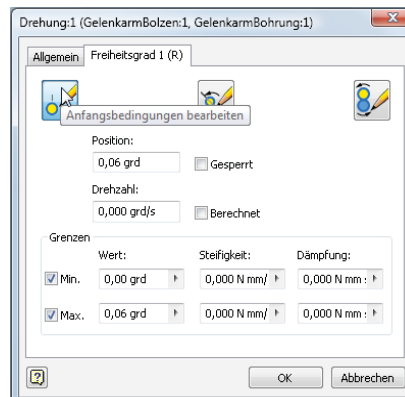 Drehung:1 (GelenkarmBolzen:1, GelenkarmBohrung:1)
Allgemein Freiheitsgrad 1 (R)
Anfangsbedingungen bearbeiten
Position:
0,06 grd Gesperrt
Drehzahl:
0,000 grd/s Berechnet
Grenzen
Wert: Steifigkeit: Dämpfung:
Min. 0,00 grd 0,000 N mm/ 0,000 N mm
Max. 0,06 grd 0,000 N mm/ 0,000 N mm
OK Abbrechen